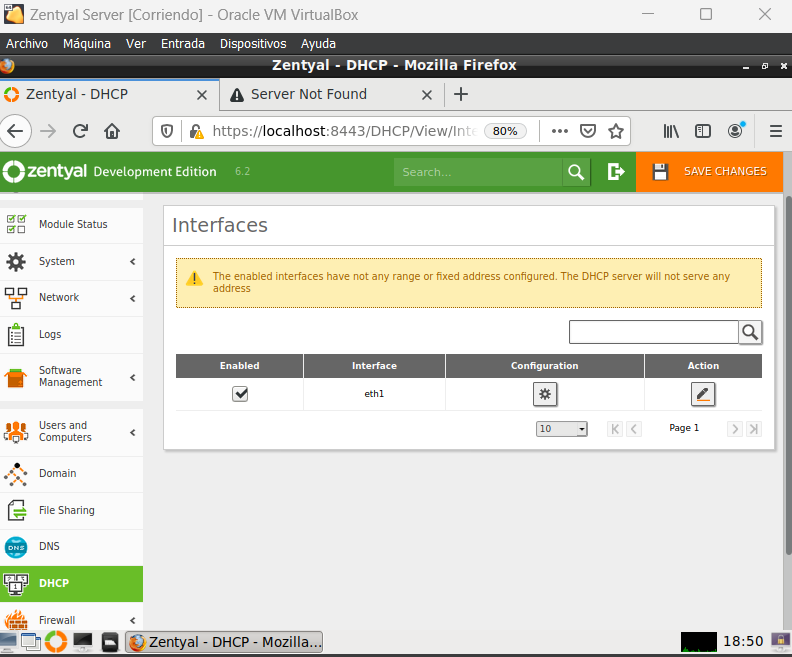 Zentyal Server [Corriendo] - Oracle VM VirtualBox
Archivo Máquina Ver Entrada Dispositivos Ayuda
Zentyal - DHCP - Mozilla Firefox
Zentyal - DHCP
Server Not Found
https://localhost:8443/DHCP/View/Inte
80%
zentyal Development Edition 6.2
Search...
SAVE CHANGES
Module Status
System
Network
Logs
Software
Management
Users and
Computers
Domain
File Sharing
DNS
DNS
DHCP
Firewall
Interfaces
The enabled interfaces have not any range or fixed address configured. The DHCP server will not serve any
address
Enabled Interface Configuration Action
eth1
10 Page 1
Zentyal - DHCP - Mozilla...
18:50